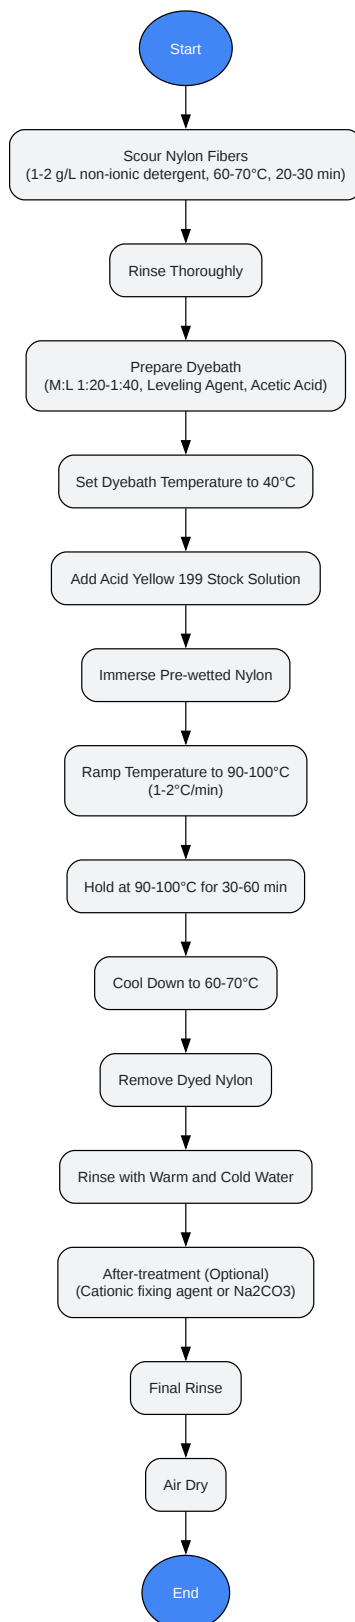 Start
Scour Nylon Fibers
(1-2 g/L non-ionic detergent, 60-70°C, 20-30 min)
Rinse Thoroughly
Prepare Dyebath
(M:L 1:20-1:40, Leveling Agent, Acetic Acid)
Set Dyebath Temperature to 40°C
Add Acid Yellow 199 Stock Solution
Immerse Pre-wetted Nylon
Ramp Temperature to 90-100°C
(1-2°C/min)
Hold at 90-100°C for 30-60 min
Cool Down to 60-70°C
Remove Dyed Nylon
Rinse with Warm and Cold Water
After-treatment (Optional)
(Cationic fixing agent or Na2CO3)
Final Rinse
Air Dry
End